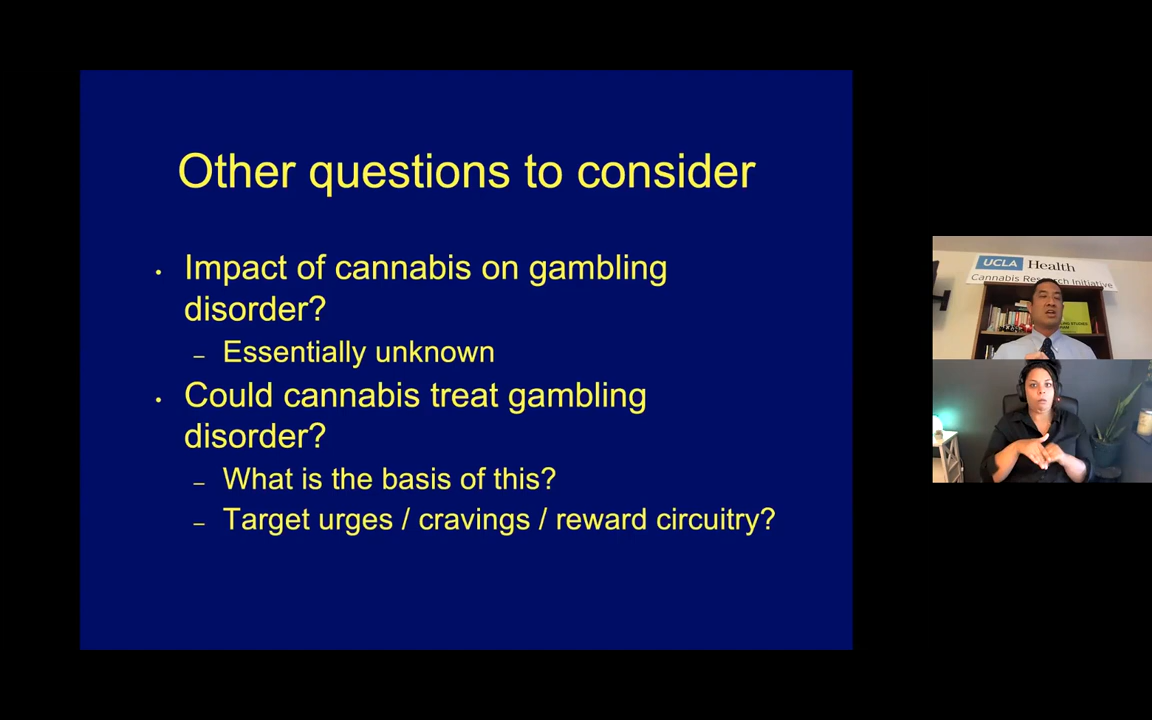 Other questions to consider
• Impact of cannabis on gambling
disorder?
– Essentially unknown
• Could cannabis treat gambling
disorder?
– What is the basis of this?
– Target urges / cravings / reward circuitry?
UCLA Health
Cannabis Research Initiative